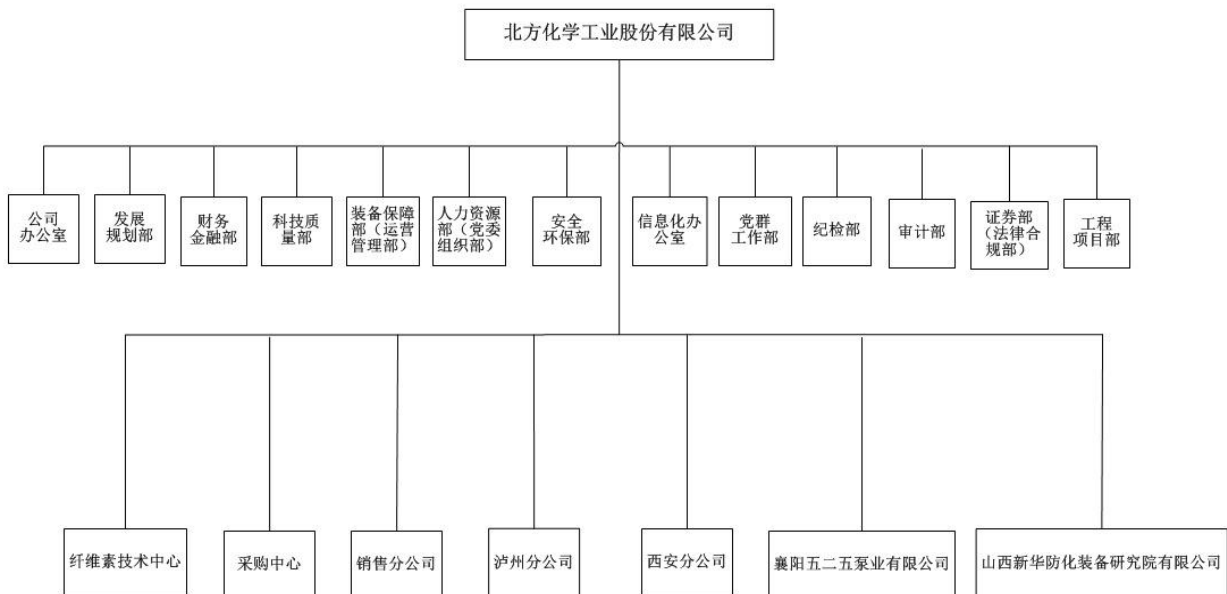 北方化学工业股份有限公司
公司
办公室
发展
规划部
财务
金融部
科技质
量部
装备保障
部（运营
管理部）
人力资源
部（党委
组织部）
安全
环保部
信息化办
公室
党群
工作部
纪检部
审计部
证券部
（法律合
规部）
工程
项目部
纤维素技术中心
采购中心
销售分公司
泸州分公司
西安分公司
襄阳五二五泵业有限公司
山西新华防化装备研究院有限公司